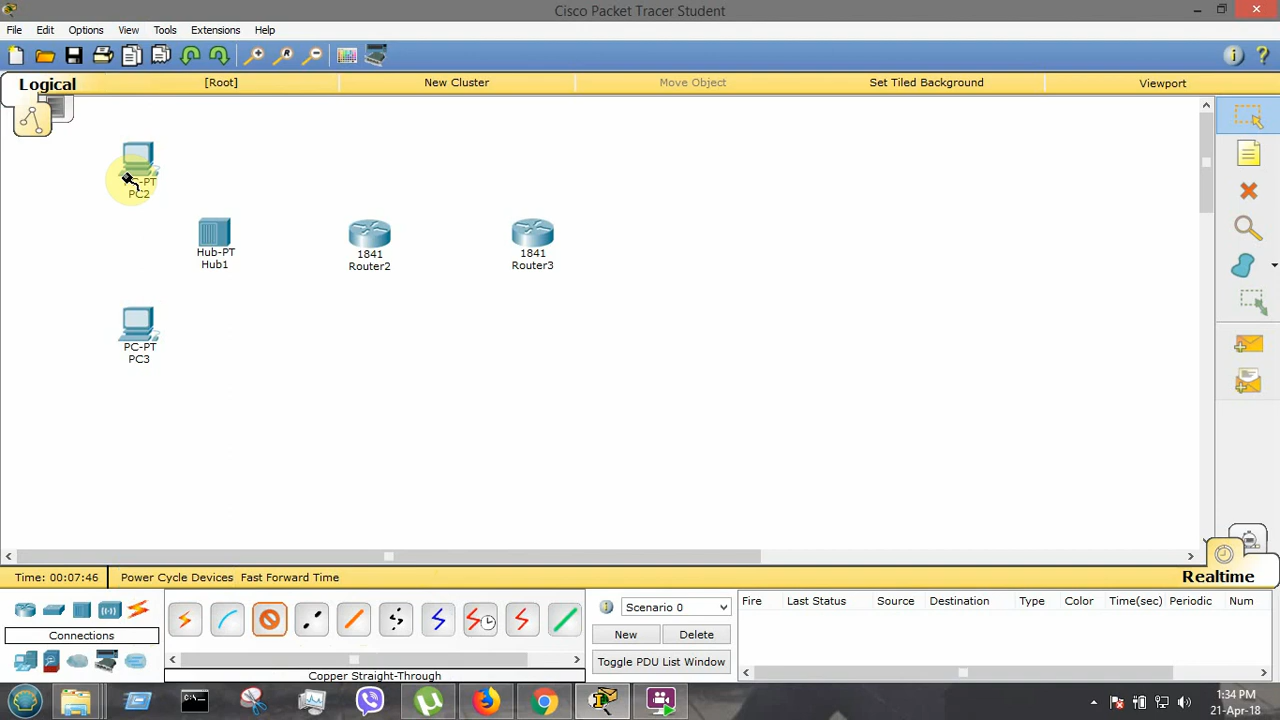 Cisco Packet Tracer Student
File Edit Options View Tools Extensions Help
Logical [Root] New Cluster Move Object Set Tiled Background Viewport
PC-PT
PC2
Hub-PT
Hub1
1841
Router2
1841
Router3
PC-PT
PC3
Time: 00:07:46 Power Cycle Devices Fast Forward Time Realtime
Scenario 0
Fire Last Status Source Destination Type Color Time(sec) Periodic Num
Connections
New Delete
Toggle PDU List Window
Copper Straight-Through
1:34 PM
21-Apr-18